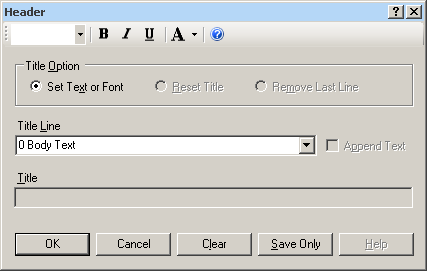 Header
B I U A
Title Option
Set Text or Font Reset Title Remove Last Line
Title Line
0 Body Text Append Text
Title
OK Cancel Clear Save Only Help